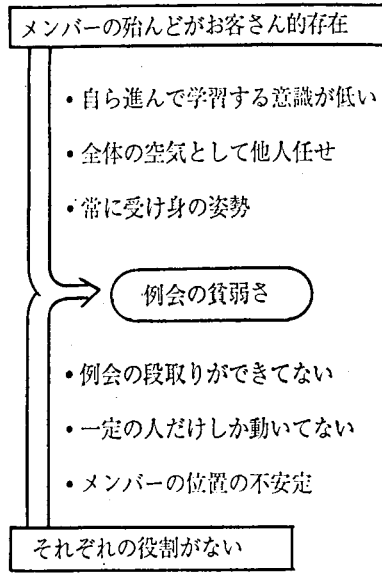 メンバーの殆んどがお客さん的存在
• 自ら進んで学習する意識が低い
• 全体の空気として他人任せ
• 常に受け身の姿勢
例会の貧弱さ
• 例会の段取りができてない
• 一定の人だけしか動いてない
• メンバーの位置の不安定
それぞれの役割がない